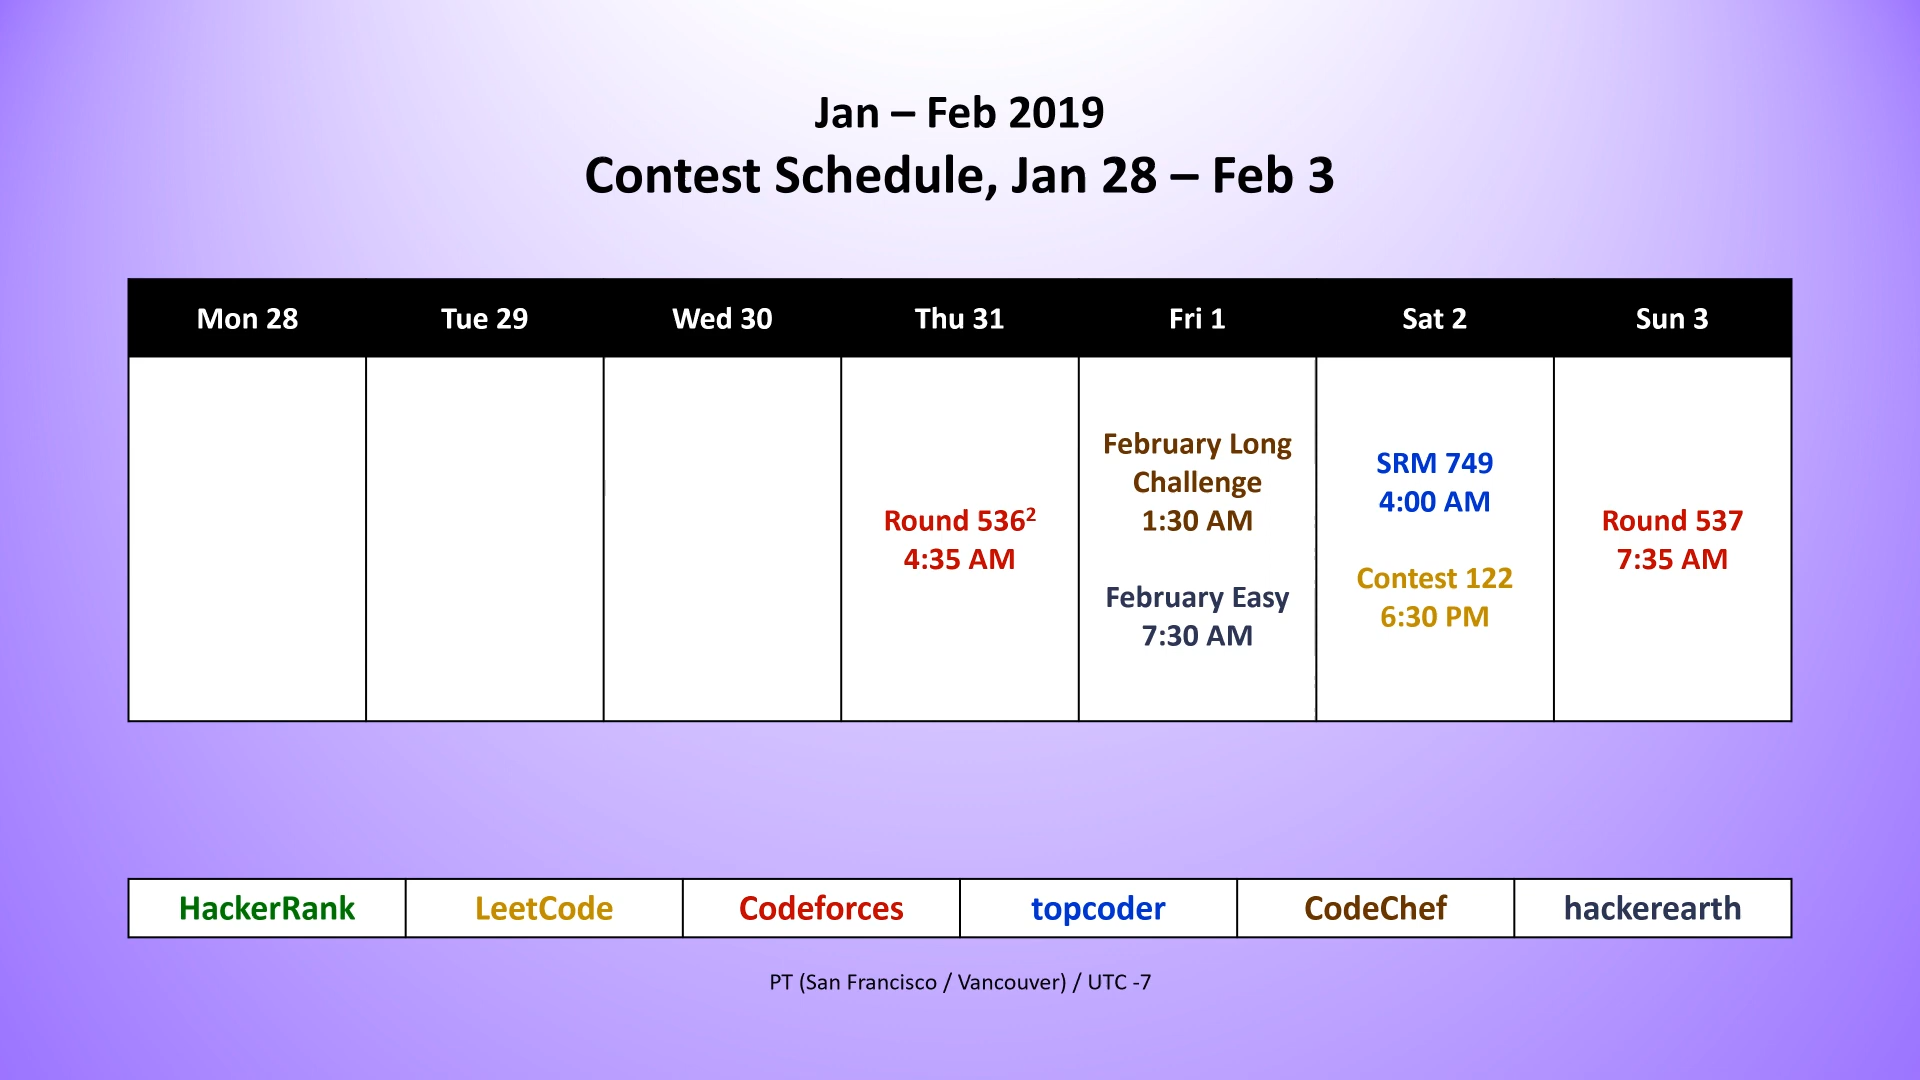 Jan – Feb 2019
Contest Schedule, Jan 28 – Feb 3
Mon 28
Tue 29
Wed 30
Thu 31
Fri 1
Sat 2
Sun 3
Round 536²
4:35 AM
February Long
Challenge
1:30 AM
February Easy
7:30 AM
SRM 749
4:00 AM
Contest 122
6:30 PM
Round 537
7:35 AM
HackerRank
LeetCode
Codeforces
topcoder
CodeChef
hackerearth
PT (San Francisco / Vancouver) / UTC -7